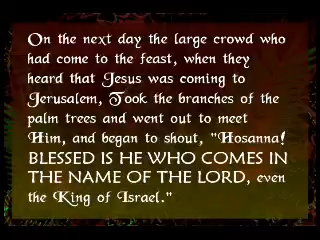 On the next day the large crowd who
had come to the feast, when they
heard that Jesus was coming to
Jerusalem, Took the branches of the
palm trees and went out to meet
Him, and began to shout, "Hosanna!
BLESSED IS HE WHO COMES IN
THE NAME OF THE LORD, even
the King of Israel."